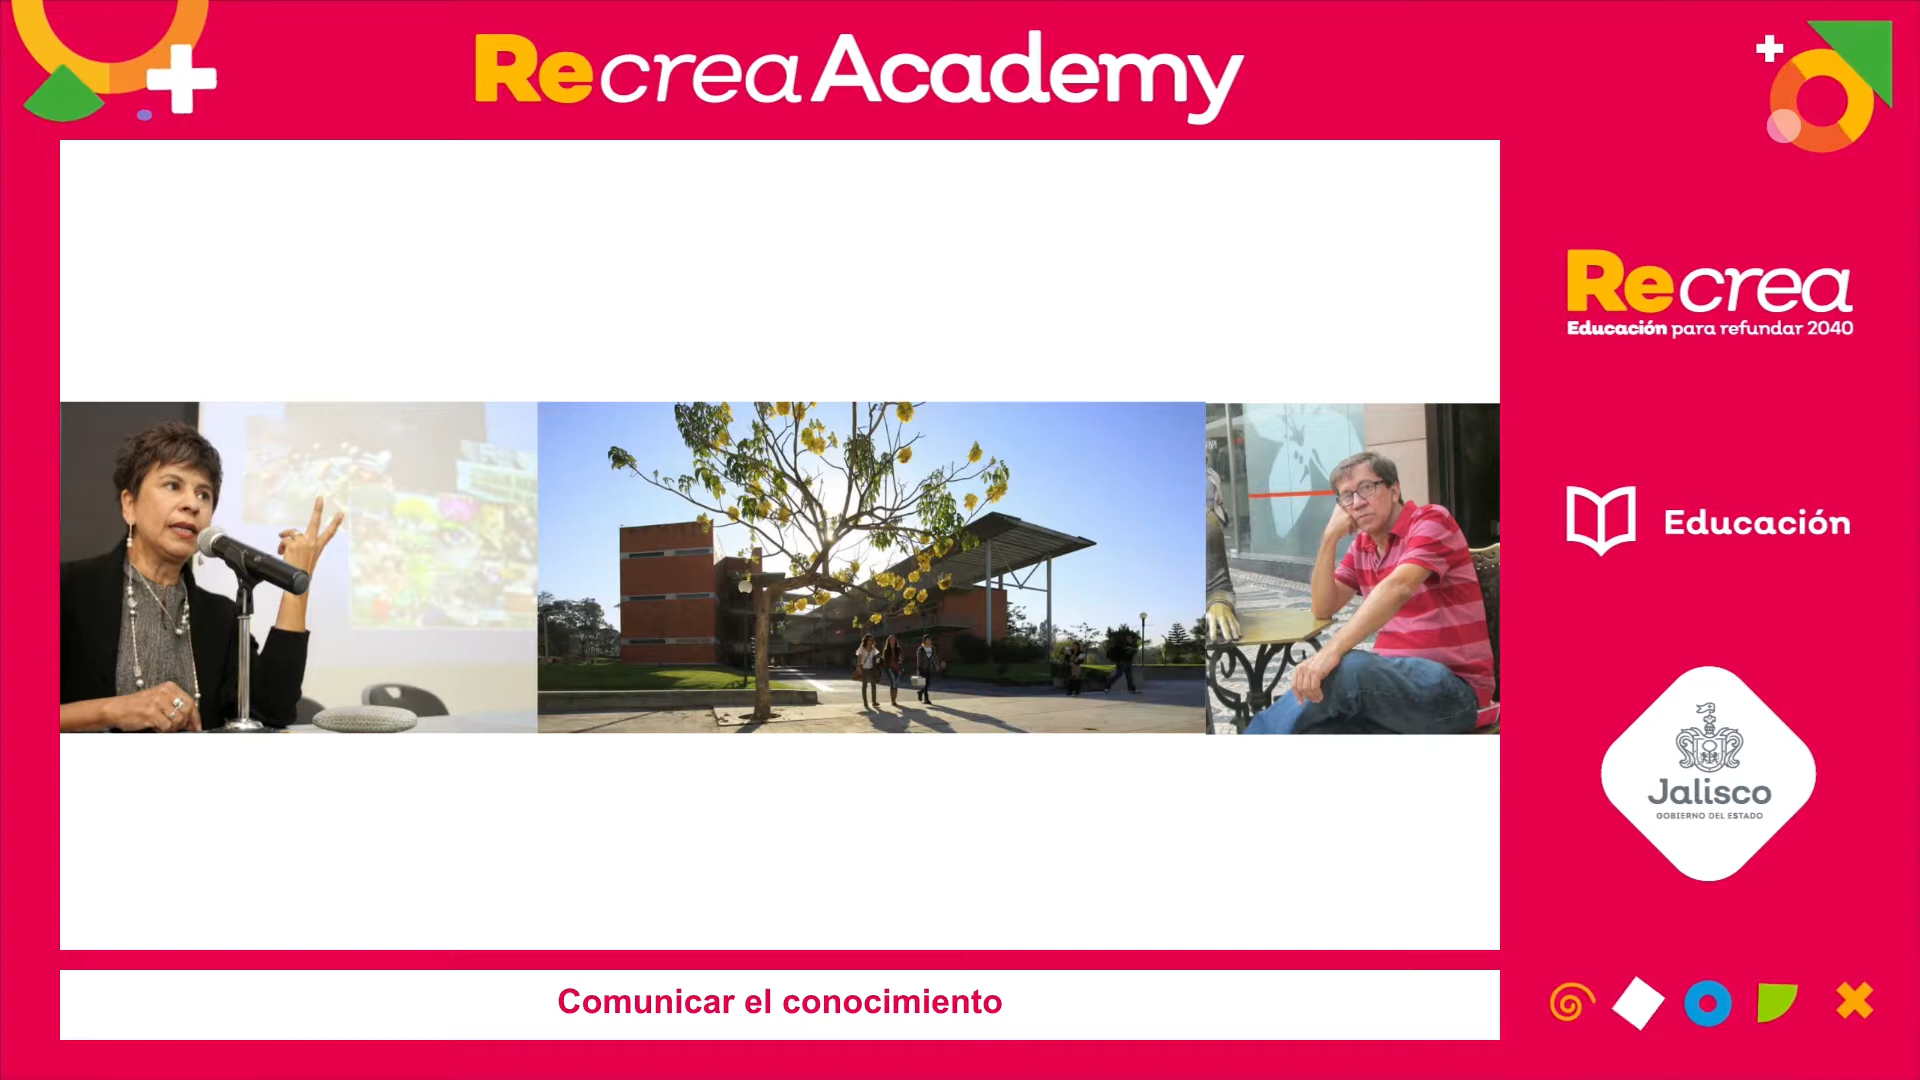 Recrea Academy
Recrea
Educación para refundar 2040
Educación
Jalisco
GOBIERNO DEL ESTADO
Comunicar el conocimiento